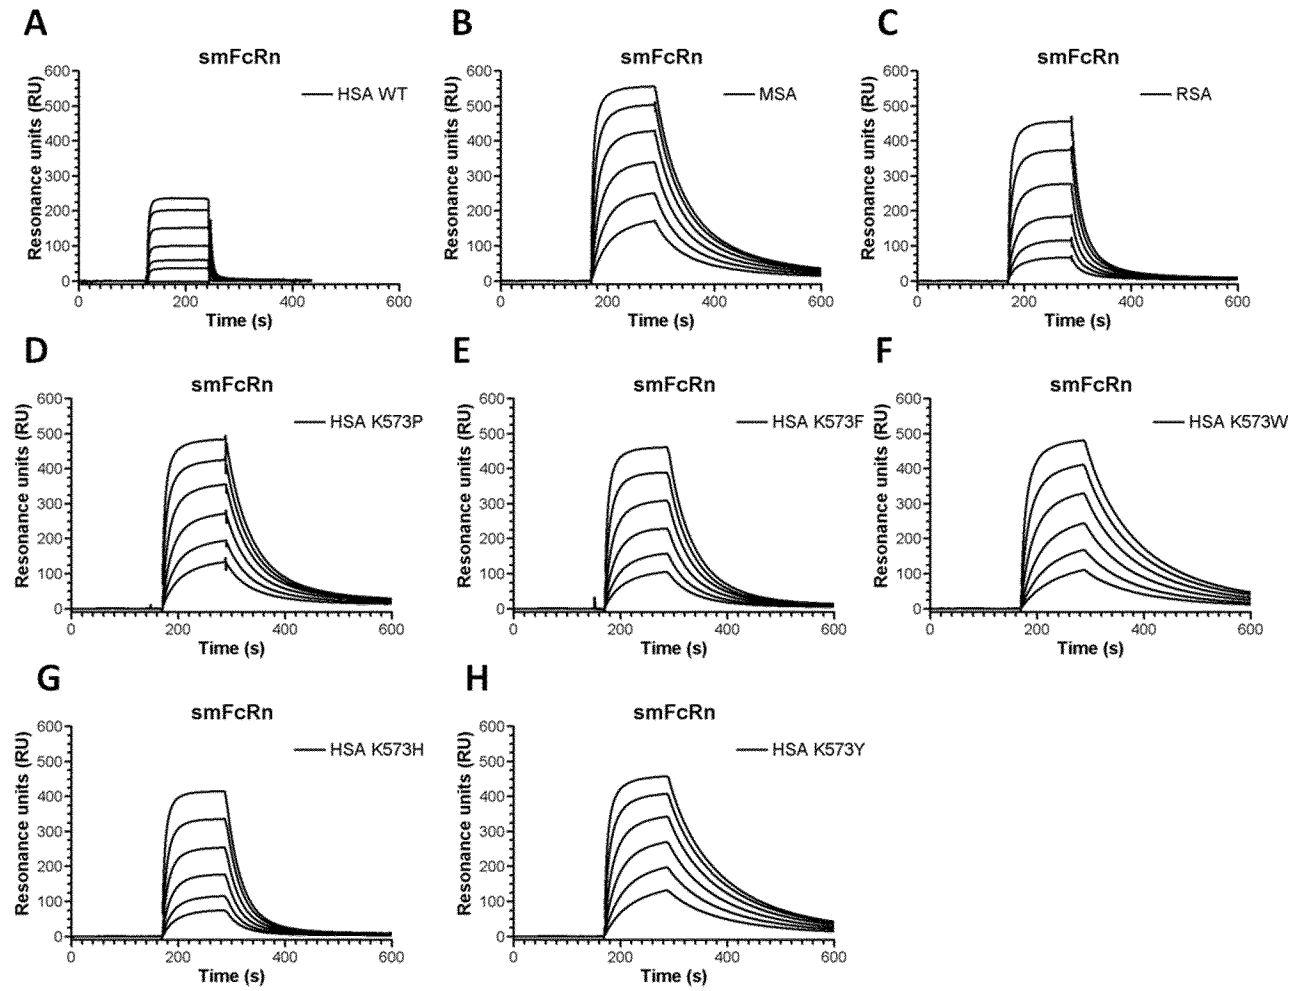 A
smFcRn
HSA WT
Resonance units (RU)
600
500
400
300
200
100
0
0 200 400 600
Time (s)
B
smFcRn
MSA
Resonance units (RU)
600
500
400
300
200
100
0
0 200 400 600
Time (s)
C
smFcRn
RSA
Resonance units (RU)
600
500
400
300
200
100
0
0 200 400 600
Time (s)
D
smFcRn
HSA K573P
Resonance units (RU)
600
500
400
300
200
100
0
0 200 400 600
Time (s)
E
smFcRn
HSA K573F
Resonance units (RU)
600
500
400
300
200
100
0
0 200 400 600
Time (s)
F
smFcRn
HSA K573W
Resonance units (RU)
600
500
400
300
200
100
0
0 200 400 600
Time (s)
G
smFcRn
HSA K573H
Resonance units (RU)
600
500
400
300
200
100
0
0 200 400 600
Time (s)
H
smFcRn
HSA K573Y
Resonance units (RU)
600
500
400
300
200
100
0
0 200 400 600
Time (s)